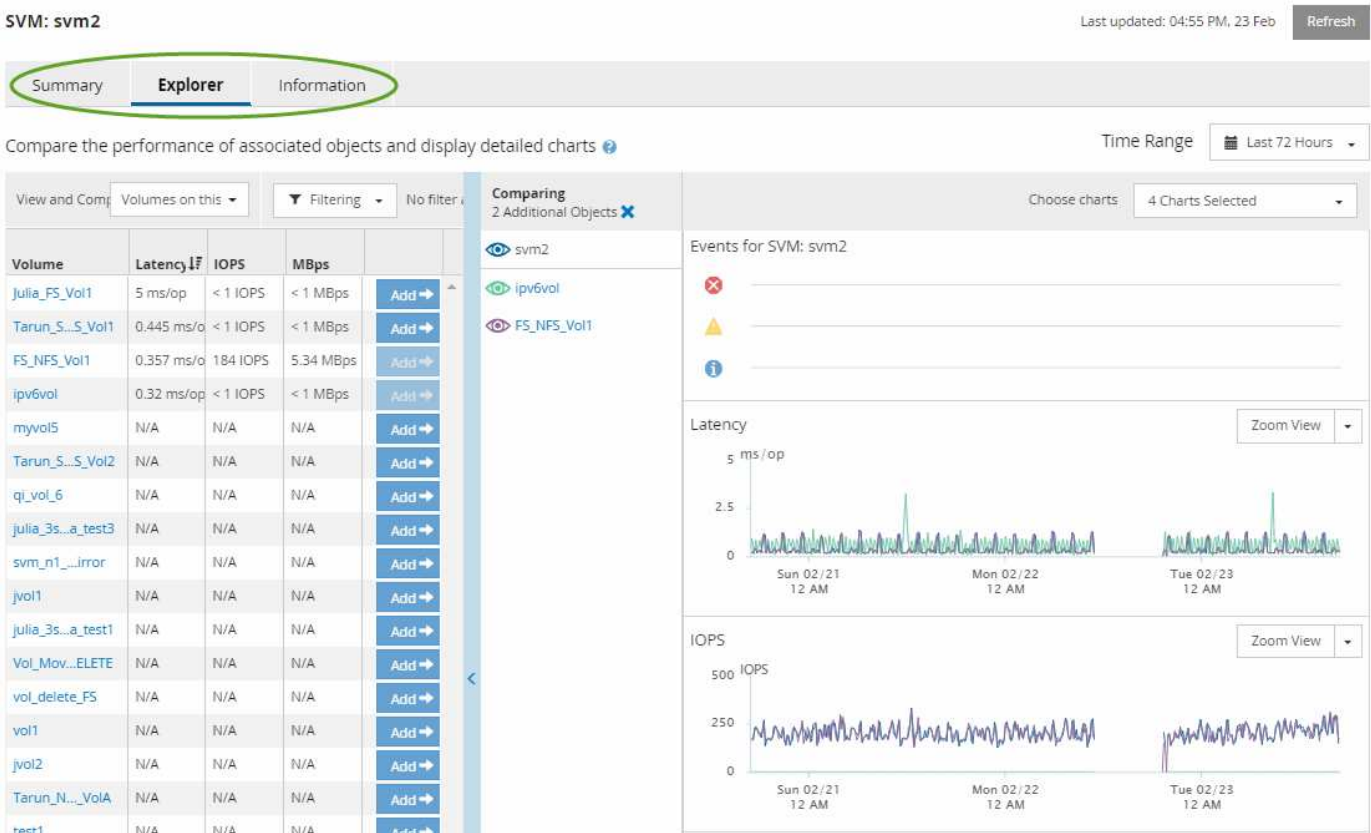 SVM: svm2
Last updated: 04:55 PM, 23 Feb Refresh
Summary Explorer Information
Compare the performance of associated objects and display detailed charts ?
Time Range Last 72 Hours
View and Comp Volumes on this Filtering No filter
Comparing
2 Additional Objects
Choose charts 4 Charts Selected
Volume Latency IOPS MBps
Julia_FS_Vol1 5 ms/op < 1 IOPS < 1 MBps Add
Tarun_S...S_Vol1 0.445 ms/o < 1 IOPS < 1 MBps Add
FS_NFS_Vol1 0.357 ms/o 184 IOPS 5.34 MBps Add
ipv6vol 0.32 ms/op < 1 IOPS < 1 MBps Add
myvol5 N/A N/A N/A Add
Tarun_S...S_Vol2 N/A N/A N/A Add
qi_vol_6 N/A N/A N/A Add
julia_3s...a_test3 N/A N/A N/A Add
svm_n1_...irror N/A N/A N/A Add
jvol1 N/A N/A N/A Add
julia_3s...a_test1 N/A N/A N/A Add
Vol_Mov...ELETE N/A N/A N/A Add
vol_delete_FS N/A N/A N/A Add
vol1 N/A N/A N/A Add
jvol2 N/A N/A N/A Add
Tarun_N..._VolA N/A N/A N/A Add
test1 N/A N/A N/A Add
svm2
ipv6vol
FS_NFS_Vol1
Events for SVM: svm2
Latency Zoom View
5 ms/op
2.5
0
Sun 02/21 Mon 02/22 Tue 02/23
12 AM 12 AM 12 AM
IOPS Zoom View
500 IOPS
250
0
Sun 02/21 Mon 02/22 Tue 02/23
12 AM 12 AM 12 AM